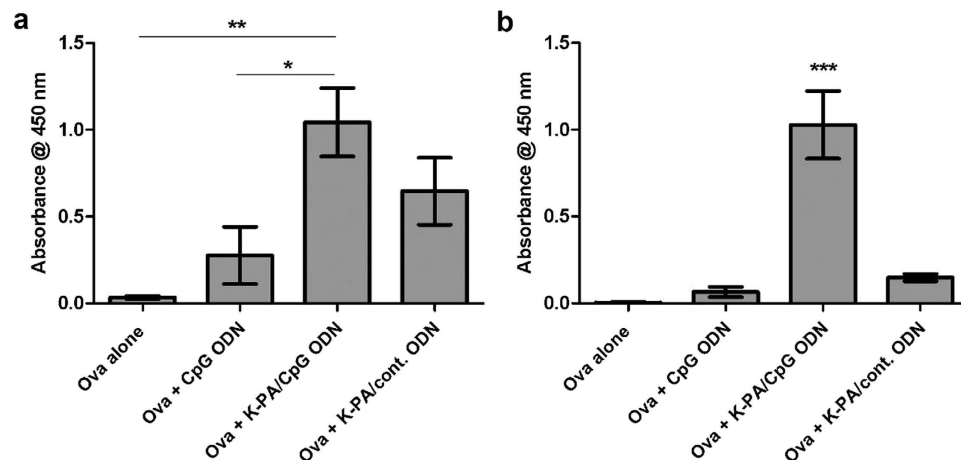 a
**
*
1.5
1.0
0.5
0.0
Absorbance @ 450 nm
Ova alone
Ova + CpG ODN
Ova + K-PA/CpG ODN
Ova + K-PA/cont. ODN
b
***
1.5
1.0
0.5
0.0
Absorbance @ 450 nm
Ova alone
Ova + CpG ODN
Ova + K-PA/CpG ODN
Ova + K-PA/cont. ODN